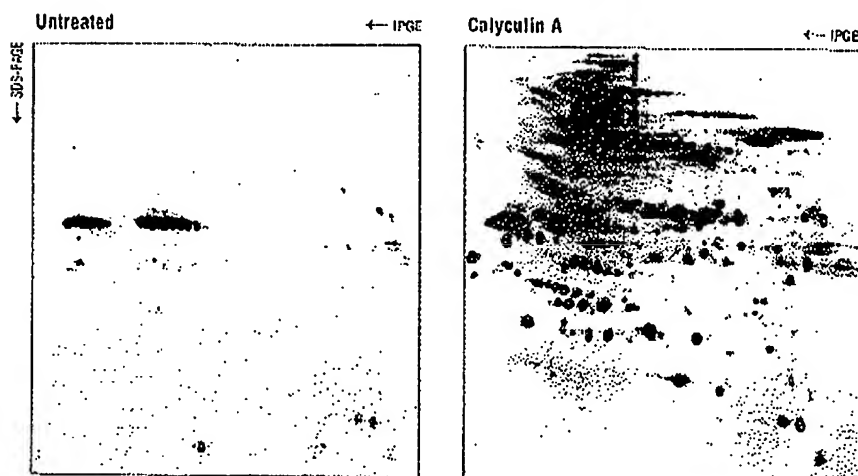 Untreated
← IPGE
← SDS-PAGE
Calyculin A
← IPGE